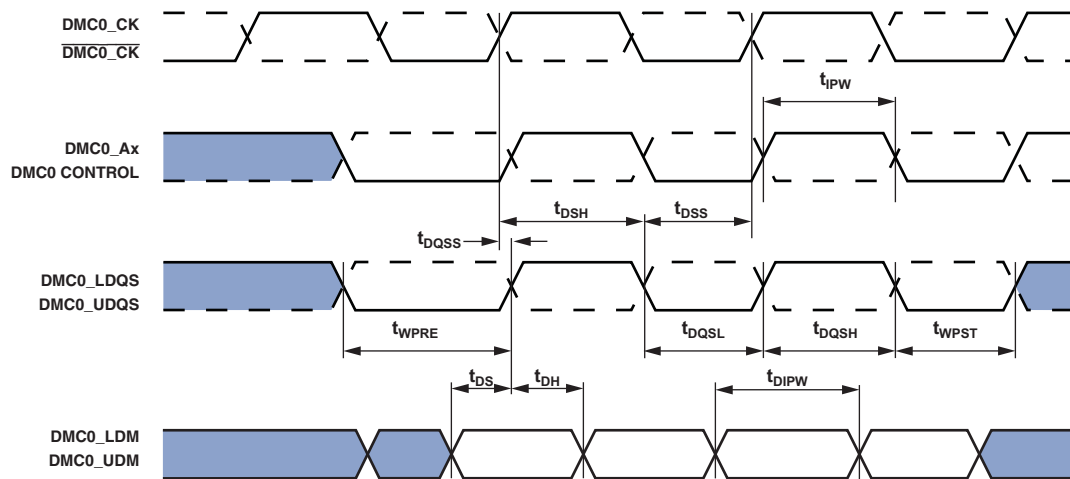 DMC0_CK
DMC0_CK
tIPW
DMC0_Ax
DMC0 CONTROL
tDSH
tDSS
tDQSS
DMC0_LDQS
DMC0_UDQS
tWPRE
tDQSL
tDQSH
tWPST
tDS
tDH
tDIPW
DMC0_LDM
DMC0_UDM